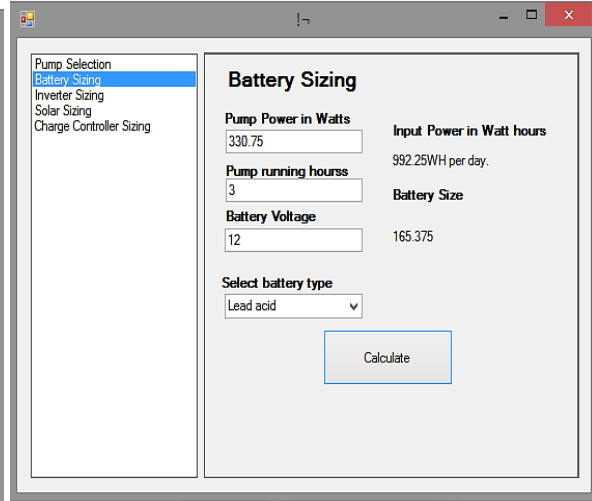 !¬
Pump Selection
Battery Sizing
Inverter Sizing
Solar Sizing
Charge Controller Sizing
Battery Sizing
Pump Power in Watts
330.75
Pump running hourss
3
Battery Voltage
12
Select battery type
Lead acid
Input Power in Watt hours
992.25WH per day.
Battery Size
165.375
Calculate